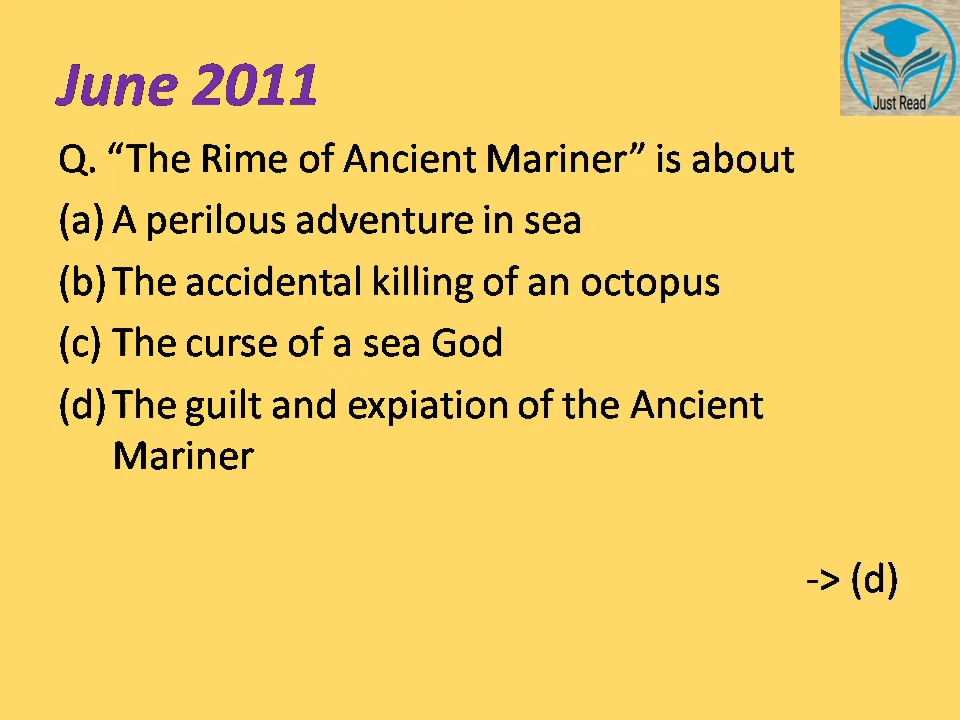 June 2011
Just Read
Q. “The Rime of Ancient Mariner” is about
(a) A perilous adventure in sea
(b) The accidental killing of an octopus
(c) The curse of a sea God
(d) The guilt and expiation of the Ancient
Mariner
-> (d)